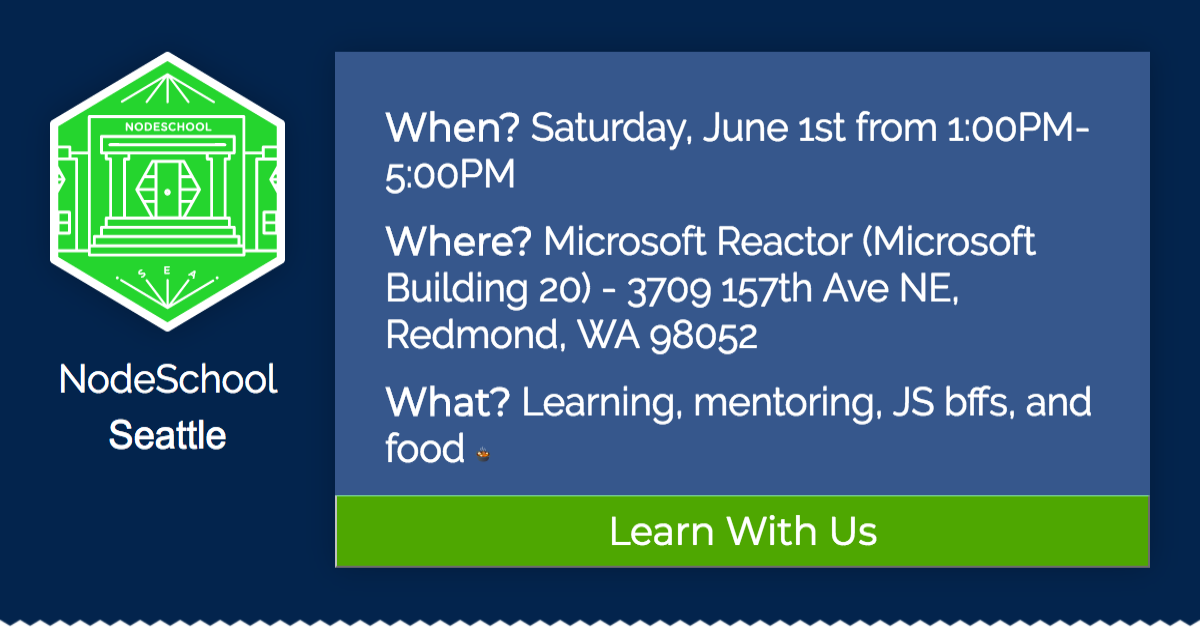 NODESCHOOL
SEA
NodeSchool
Seattle
When? Saturday, June 1st from 1:00PM-
5:00PM
Where? Microsoft Reactor (Microsoft
Building 20) - 3709 157th Ave NE,
Redmond, WA 98052
What? Learning, mentoring, JS bffs, and
food
Learn With Us